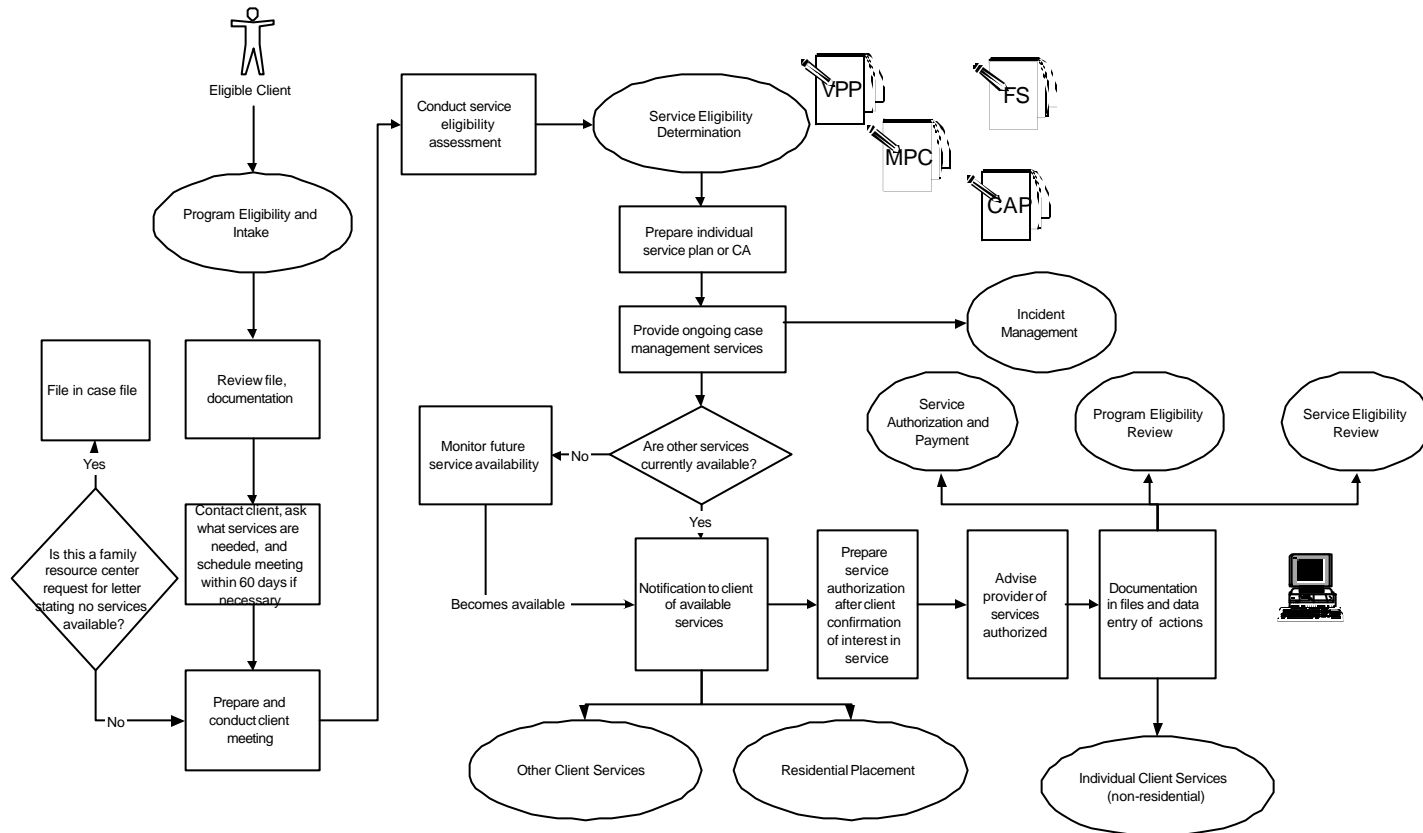 Eligible Client
Program Eligibility and
Intake
Review file,
documentation
Contact client, ask
what services are
needed, and
schedule meeting
within 60 days if
necessary
Prepare and
conduct client
meeting
File in case file
Yes
Is this a family
resource center
request for letter
stating no services
available?
No
Conduct service
eligibility
assessment
Service Eligibility
Determination
VPP
FS
MPC
CAP
Prepare individual
service plan or CA
Provide ongoing case
management services
Incident
Management
Are other services
currently available?
No
Monitor future
service availability
Becomes available
Yes
Notification to client
of available
services
Other Client Services
Residential Placement
Prepare
service
authorization
after client
confirmation
of interest in
service
Advise
provider of
services
authorized
Documentation
in files and data
entry of actions
Service
Authorization and
Payment
Program Eligibility
Review
Service Eligibility
Review
Individual Client Services
(non-residential)